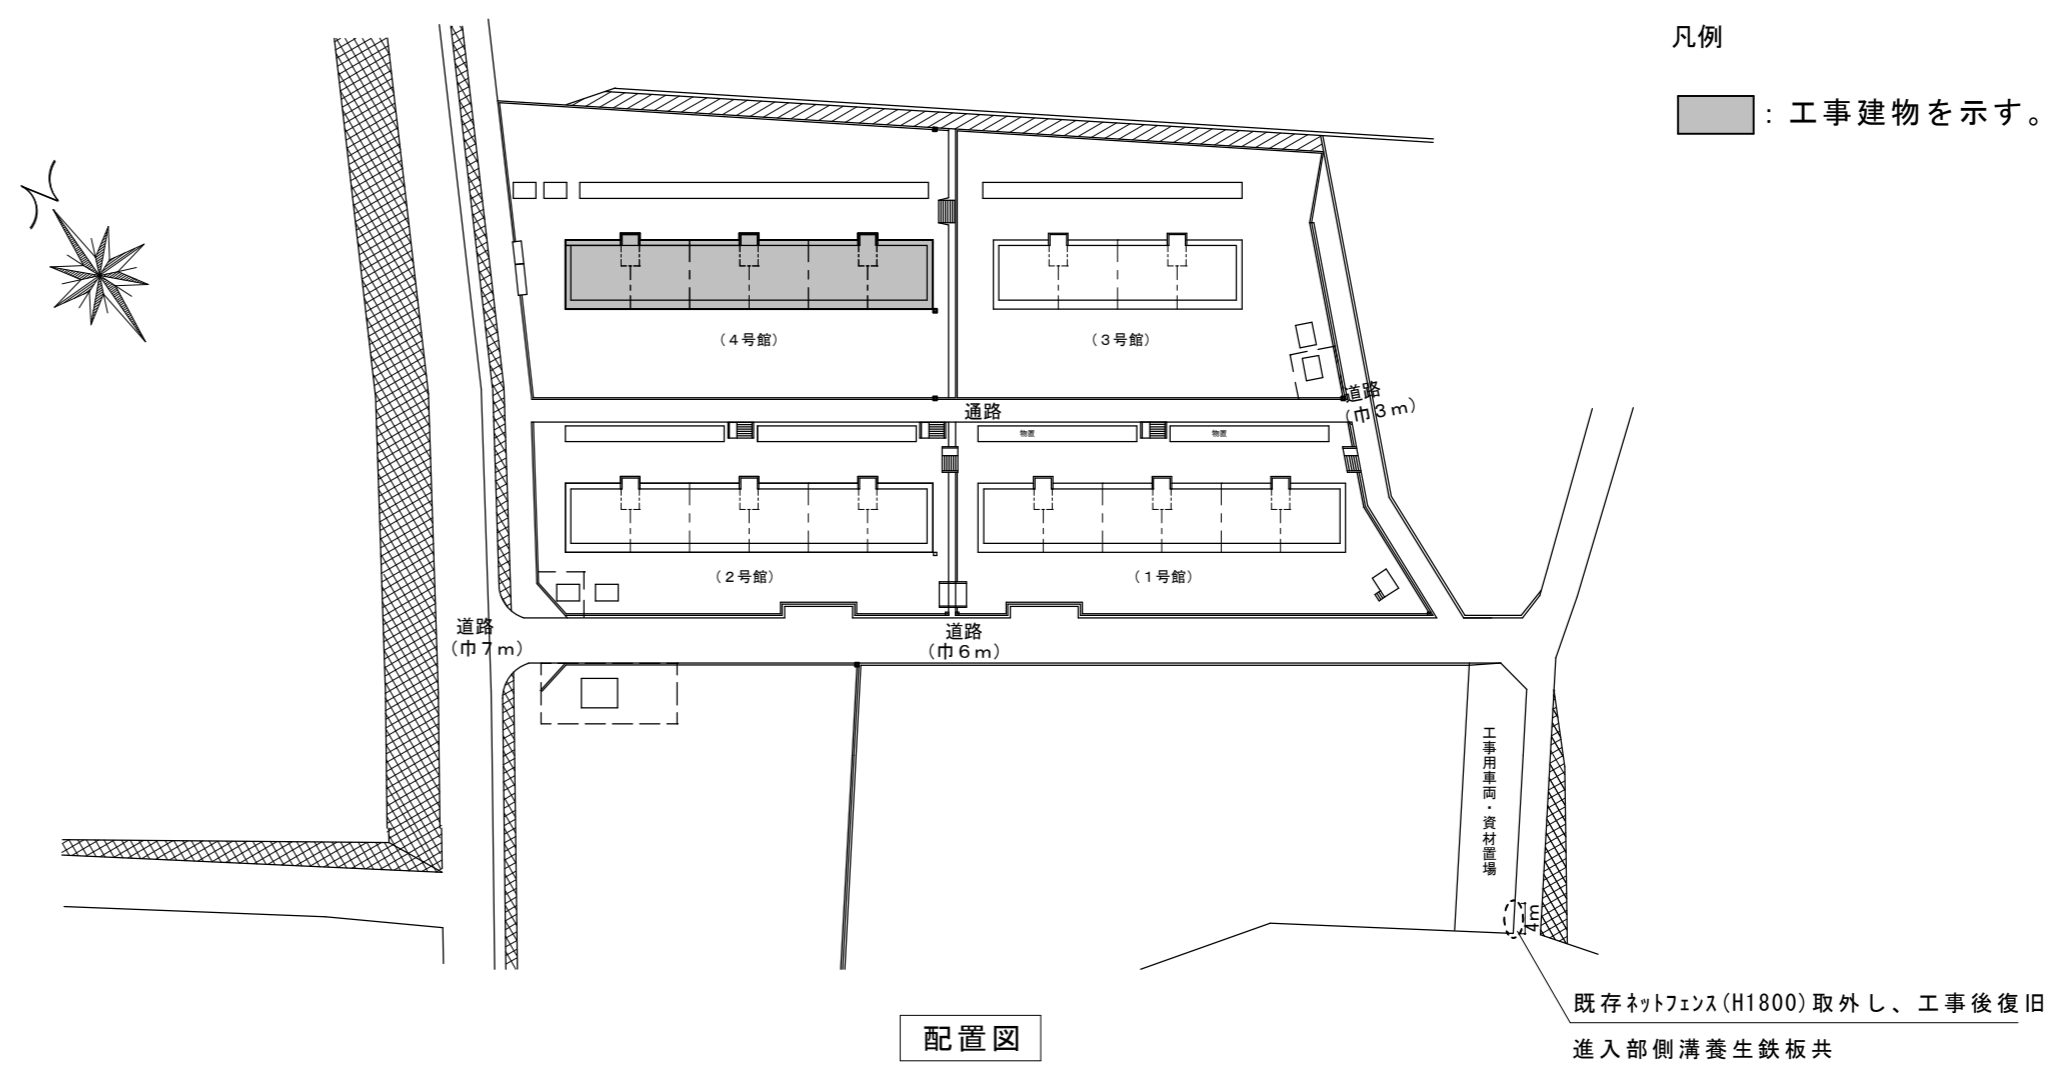 凡例
：工事建物を示す。
（４号館）
（３号館）
道路
（巾３ｍ）
通路
物置
物置
（２号館）
（１号館）
道路
（巾７ｍ）
道路
（巾６ｍ）
工事用車両・資材置場
4m
既存ﾈｯﾄﾌｪﾝｽ(H1800)取外し、工事後復旧
進入部側溝養生鉄板共
配置図